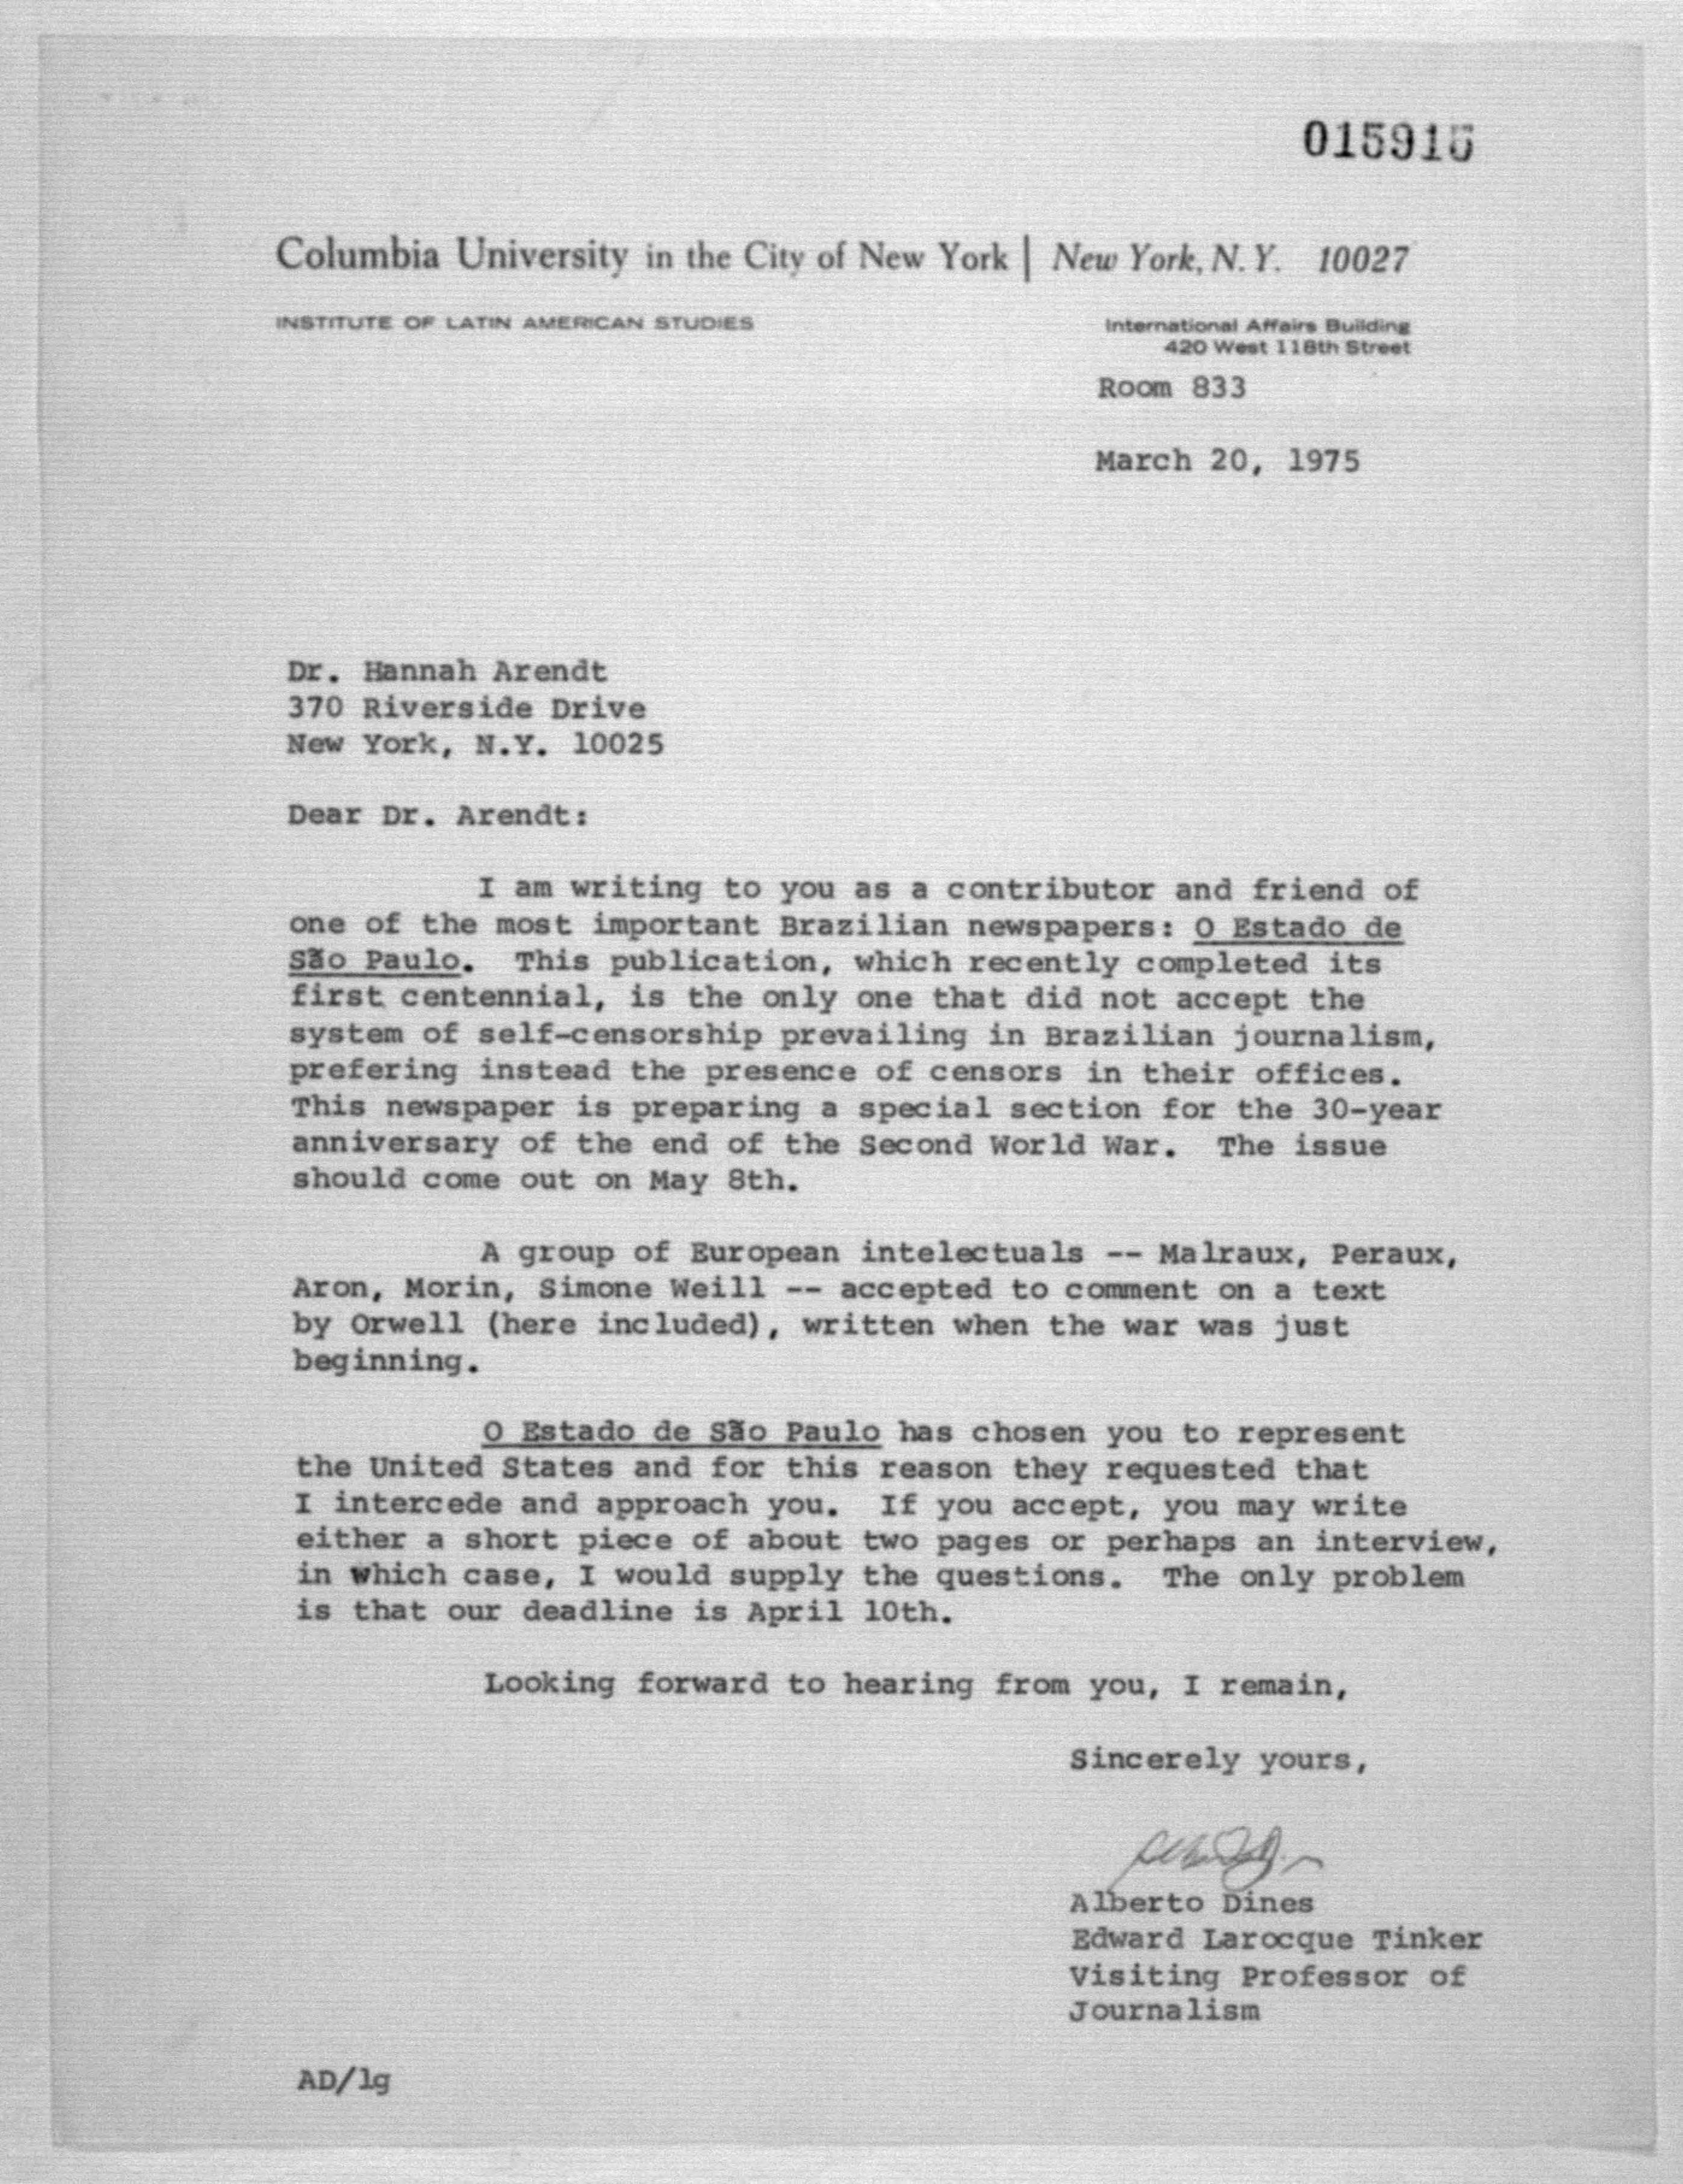 015915
Columbia University in the City of New York | New York, N. Y. 10027
INSTITUTE OF LATIN AMERICAN STUDIES
International Affairs Building
420 West 118th Street
Room 833
March 20, 1975
Dr. Hannah Arendt
370 Riverside Drive
New York, N.Y. 10025
Dear Dr. Arendt:
I am writing to you as a contributor and friend of
one of the most important Brazilian newspapers: O Estado de
São Paulo. This publication, which recently completed its
first centennial, is the only one that did not accept the
system of self-censorship prevailing in Brazilian journalism,
prefering instead the presence of censors in their offices.
This newspaper is preparing a special section for the 30-year
anniversary of the end of the Second World War. The issue
should come out on May 8th.
A group of European intelectuals -- Malraux, Peraux,
Aron, Morin, Simone Weill -- accepted to comment on a text
by Orwell (here included), written when the war was just
beginning.
O Estado de São Paulo has chosen you to represent
the United States and for this reason they requested that
I intercede and approach you. If you accept, you may write
either a short piece of about two pages or perhaps an interview,
in which case, I would supply the questions. The only problem
is that our deadline is April 10th.
Looking forward to hearing from you, I remain,
Sincerely yours,
Alberto Dines
Edward Larocque Tinker
Visiting Professor of
Journalism
AD/lg